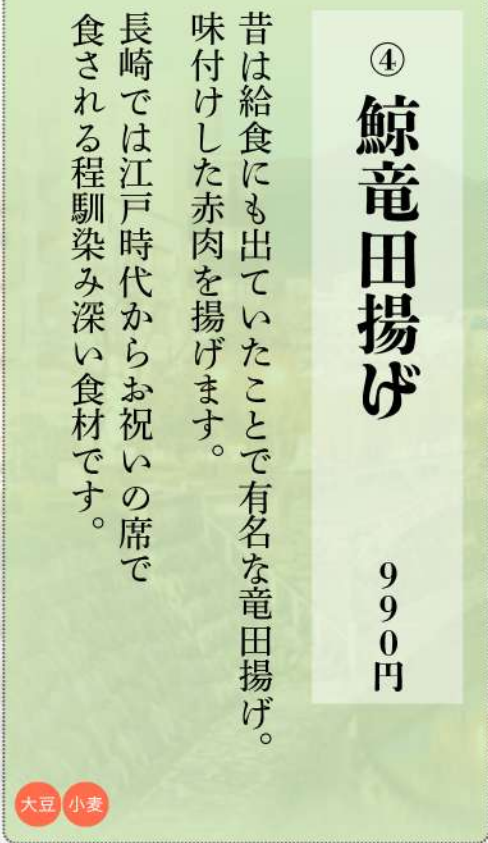 ④ 鯨竜田揚げ 990円
昔は給食にも出ていたことで有名な竜田揚げ。
味付けした赤肉を揚げます。
長崎では江戸時代からお祝いの席で
食される程馴染み深い食材です。
大豆 小麦